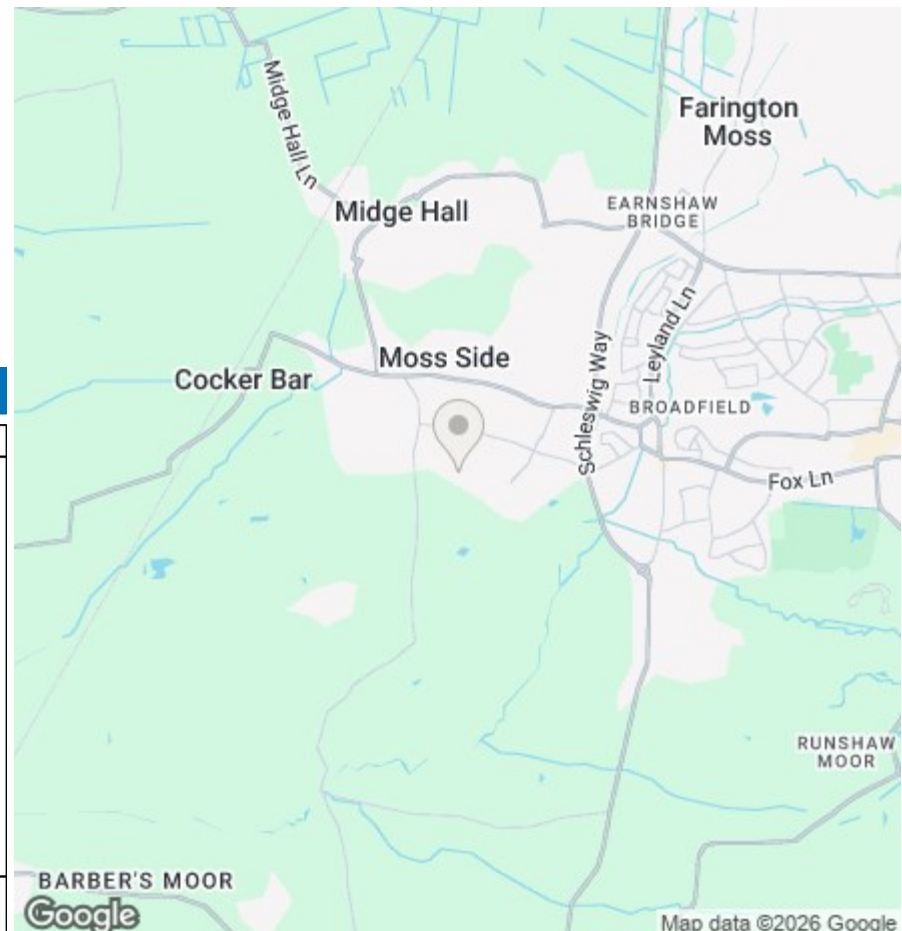 Midge Hall Ln
Farington
Moss
EARNSHAW
BRIDGE
Midge Hall
Leyland Ln
Schleswig Way
Moss Side
Cocker Bar
BROADFIELD
Fox Ln
RUNSHAW
MOOR
BARBER'S MOOR
Google
Map data ©2026 Google